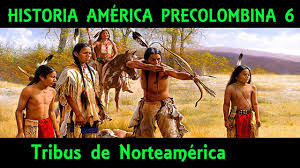 HISTORIA AMÉRICA PRECOLOMBINA 6
Tribus de Norteamérica